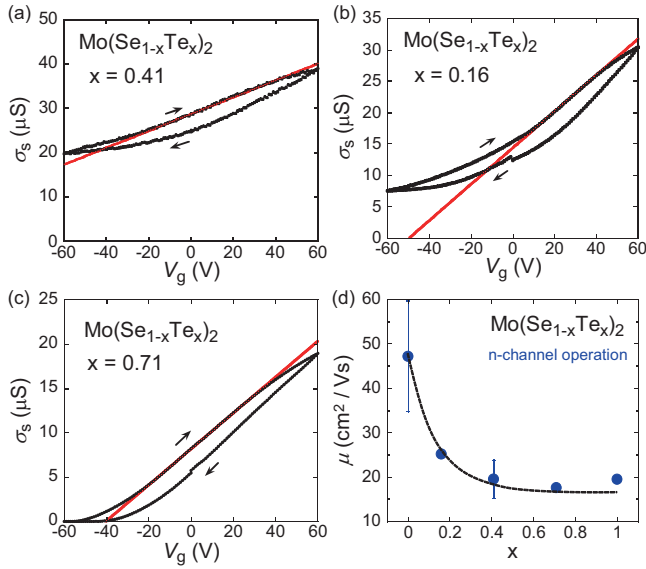 (a)
Mo(Se1-xTex)2
x = 0.41
50
40
30
20
10
0
σs (μS)
-60 -40 -20 0 20 40 60
Vg (V)
(b)
Mo(Se1-xTex)2
x = 0.16
35
30
25
20
15
10
5
0
σs (μS)
-60 -40 -20 0 20 40 60
Vg (V)
(c)
Mo(Se1-xTex)2
x = 0.71
25
20
15
10
5
0
σs (μS)
-60 -40 -20 0 20 40 60
Vg (V)
(d)
Mo(Se1-xTex)2
n-channel operation
60
50
40
30
20
10
μ (cm2 / Vs)
0 0.2 0.4 0.6 0.8 1
x